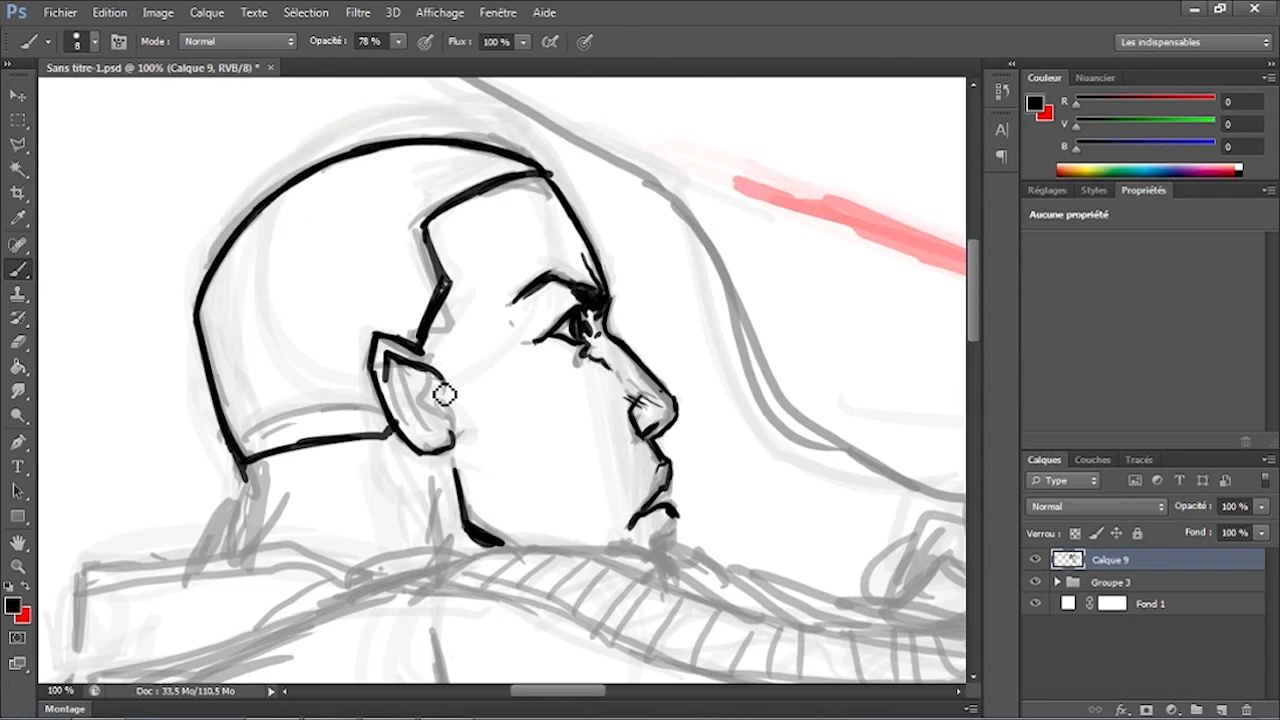 Ps Fichier Edition Image Calque Texte Sélection Filtre 3D Affichage Fenêtre Aide
8 Mode : Normal Opacité : 78 % Flux : 100 % Les indispensables
Sans titre-1.psd @ 100% (Calque 9, RVB/8) * ×
Couleur Nuancier
R 0
V 0
B 0
Réglages Styles Propriétés
Aucune propriété
Calques Couches Tracés
Type
Normal Opacité : 100 %
Verrou : Fond : 100 %
Calque 9
Groupe 3
Fond 1
100 % Doc : 33,5 Mo/110,5 Mo
Montage